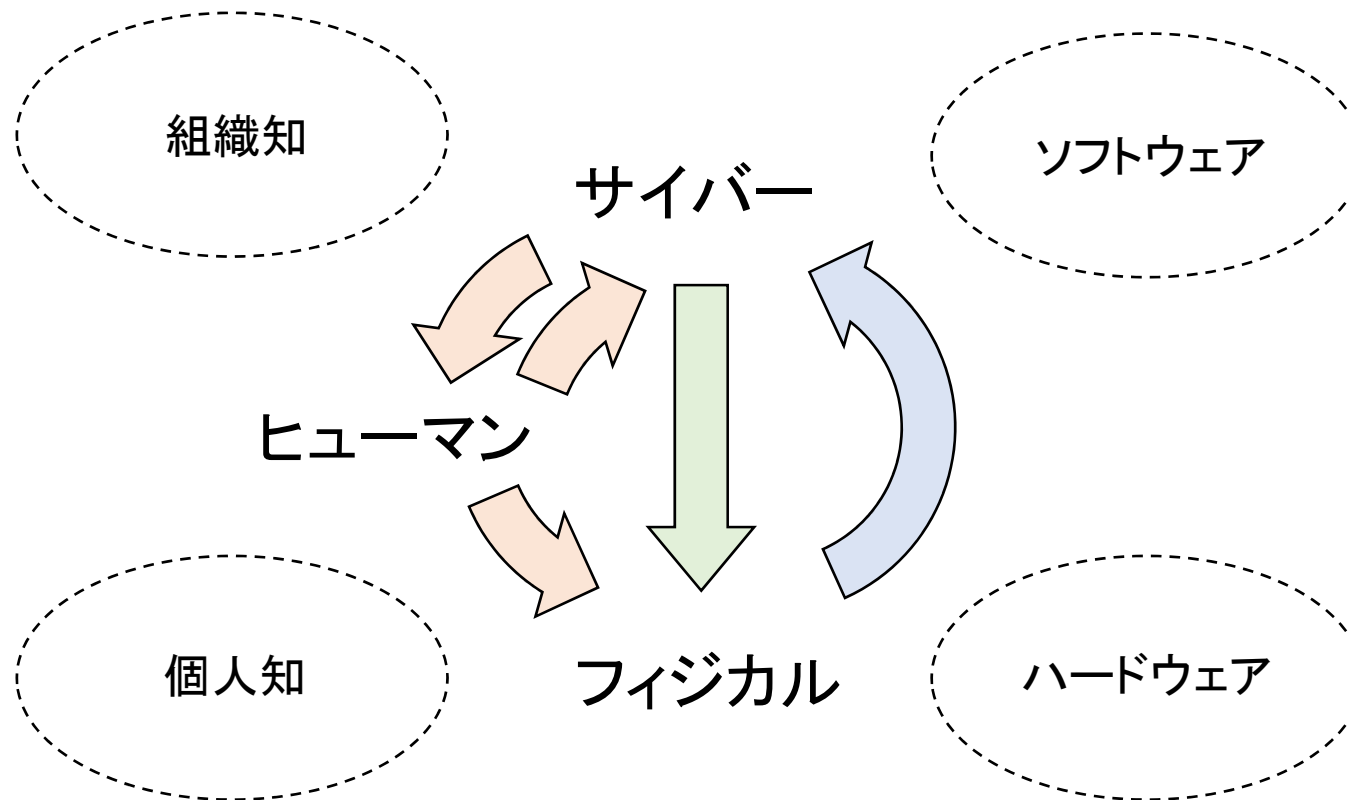 組織知
ソフトウェア
サイバー
ヒューマン
個人知
フィジカル
ハードウェア